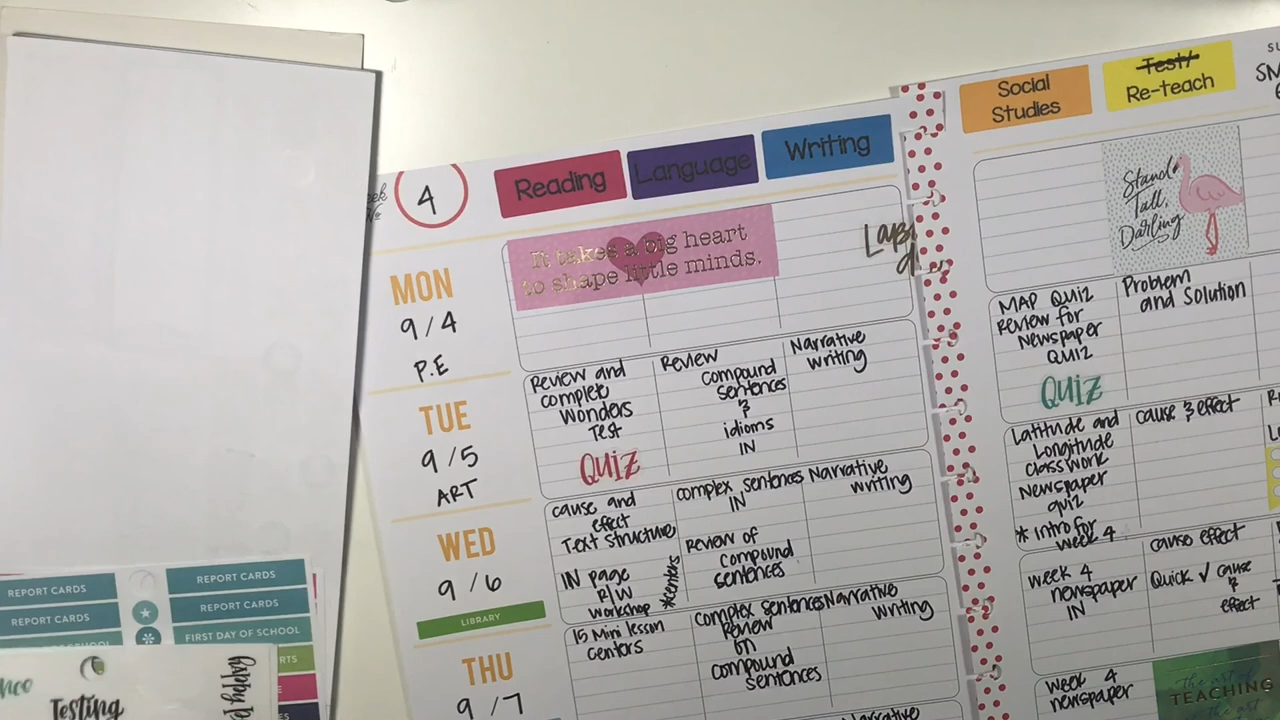 4
Reading
Language
Writing
Social
Studies
Test/
Re-teach
MON
9/4
P.E
It takes a big heart
to shape little minds.
Stand
Tall,
Darling
TUE
9/5
ART
Review and
complete
Wonders
Test
QUIZ
Review
compound
sentences
&
idioms
IN
Narrative
writing
MAP QUIZ
Review for
Newspaper
QUIZ
QUIZ
Problem
and Solution
WED
9/6
LIBRARY
cause and
effect
Text structure
IN page
R/W
workshop
*centers
complex sentences
IN
Review of
compound
sentences
Narrative
writing
Latitude and
Longitude
classwork
Newspaper
quiz
* Intro for
week 4
cause & effect
THU
9/7
15 Mini lesson
centers
complex sentences
Review
on
compound
sentences
Narrative
writing
week 4
newspaper
IN
cause effect
Quick ✓ cause
&
effect
Narrative
week 4
newspaper
the art of
TEACHING
REPORT CARDS
REPORT CARDS
REPORT CARDS
REPORT CARDS
FIRST DAY OF SCHOOL
Testing